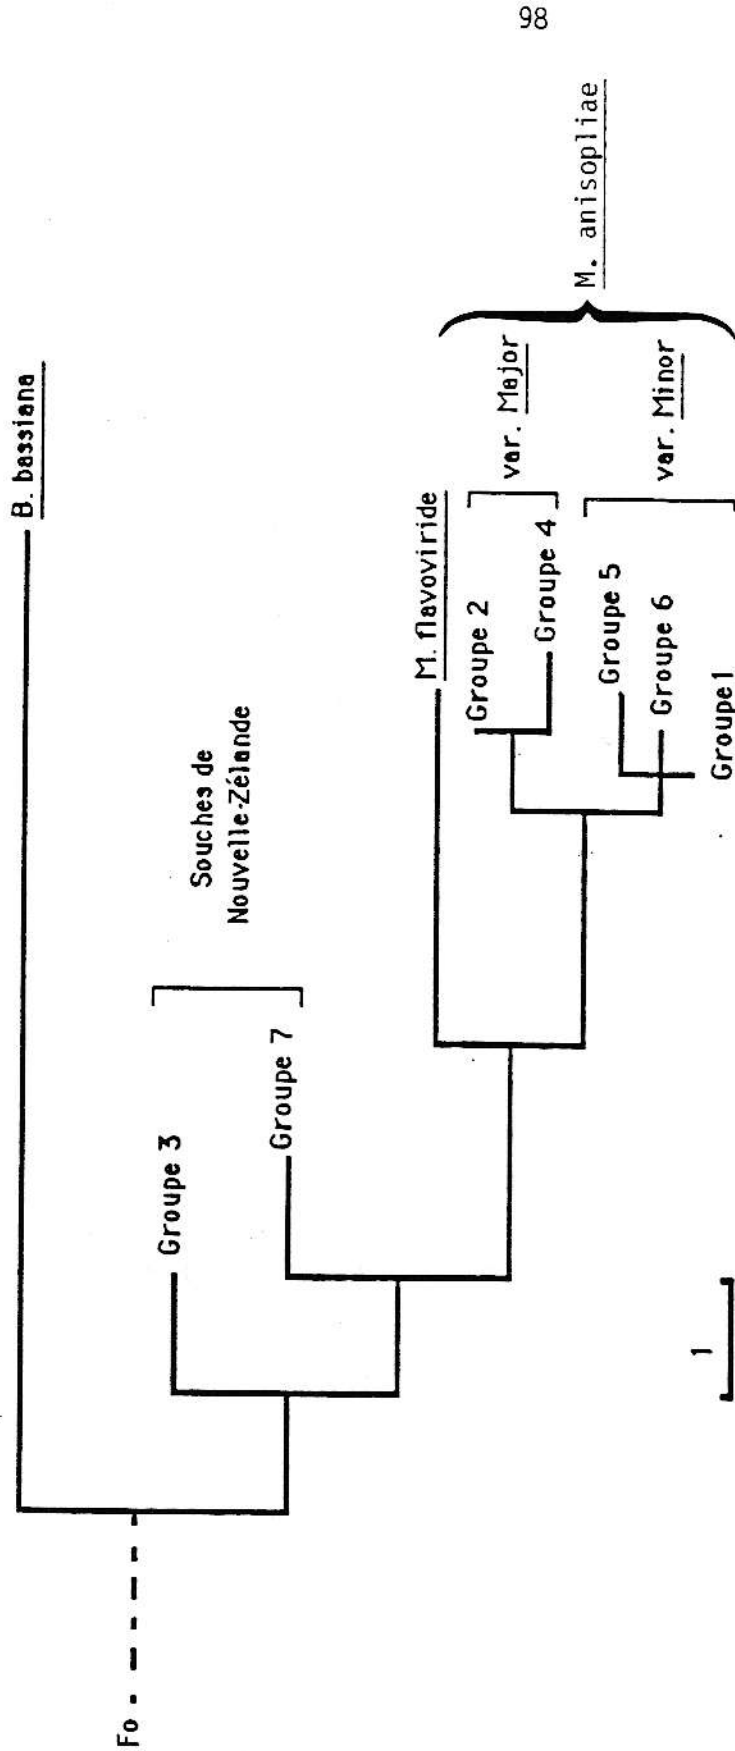 98
B. bassiana
Souches de
Nouvelle-Zélande
Groupe 3
Groupe 7
M. flavoviride
Groupe 2
Groupe 4
var. Major
Groupe 5
Groupe 6
Groupe1
var. Minor
M. anisopliae
Fo
1